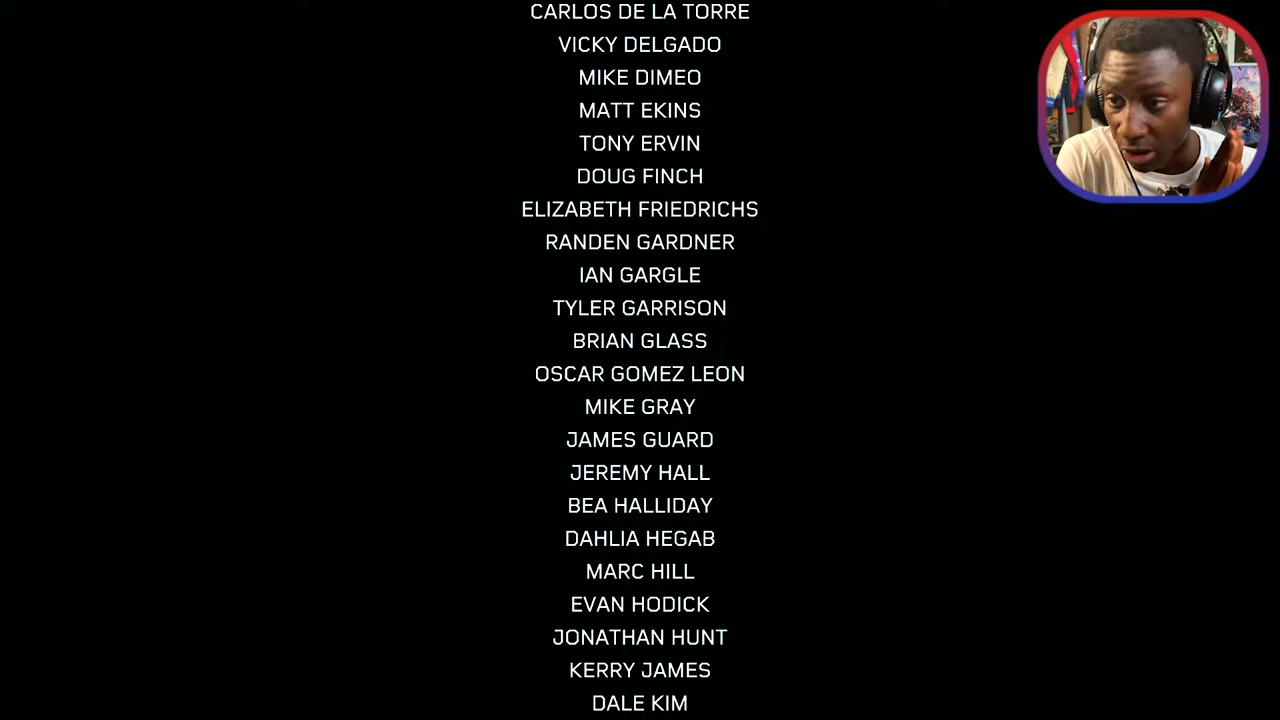 CARLOS DE LA TORRE
VICKY DELGADO
MIKE DIMEO
MATT EKINS
TONY ERVIN
DOUG FINCH
ELIZABETH FRIEDRICHS
RANDEN GARDNER
IAN GARGLE
TYLER GARRISON
BRIAN GLASS
OSCAR GOMEZ LEON
MIKE GRAY
JAMES GUARD
JEREMY HALL
BEA HALLIDAY
DAHLIA HEGAB
MARC HILL
EVAN HODICK
JONATHAN HUNT
KERRY JAMES
DALE KIM